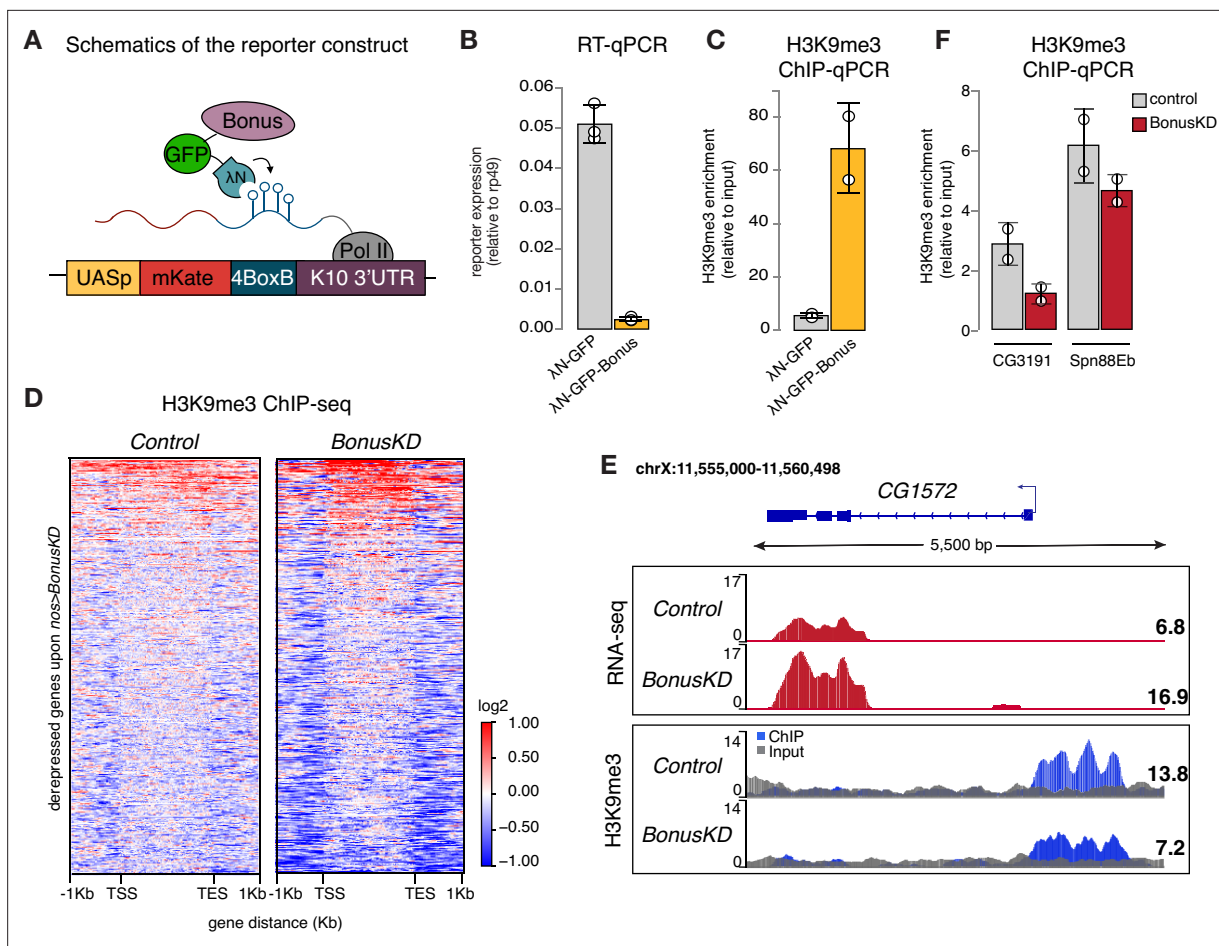 A
Schematics of the reporter construct
Bonus
GFP
λN
Pol II
UASp
mKate
4BoxB
K10 3'UTR
B
RT-qPCR
reporter expression
(relative to rp49)
0.06
0.05
0.04
0.03
0.02
0.01
0.00
λN-GFP
λN-GFP-Bonus
C
H3K9me3
ChIP-qPCR
H3K9me3 enrichment
(relative to input)
80
60
40
20
0
λN-GFP
λN-GFP-Bonus
F
H3K9me3
ChIP-qPCR
control
BonusKD
H3K9me3 enrichment
(relative to input)
8
6
4
2
0
CG3191
Spn88Eb
D
H3K9me3 ChIP-seq
Control
BonusKD
derepressed genes upon nos>BonusKD
-1Kb
TSS
TES
1Kb
-1Kb
TSS
TES
1Kb
gene distance (Kb)
log2
1.00
0.50
0.00
−0.50
−1.00
E
chrX:11,555,000-11,560,498
CG1572
5,500 bp
RNA-seq
Control
17
0
6.8
BonusKD
17
0
16.9
H3K9me3
ChIP
Input
Control
14
0
13.8
BonusKD
14
0
7.2